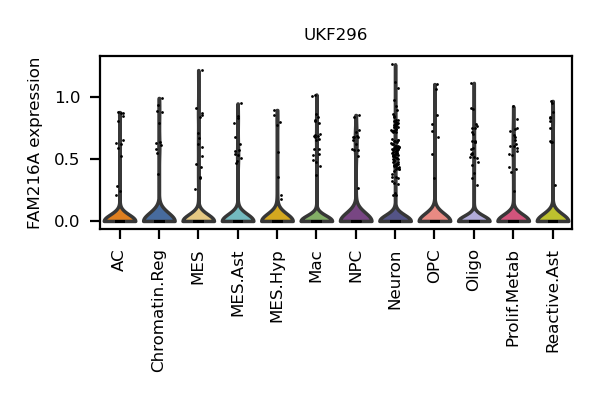 UKF296
FAM216A expression
1.0
0.5
0.0
AC
Chromatin.Reg
MES
MES.Ast
MES.Hyp
Mac
NPC
Neuron
OPC
Oligo
Prolif.Metab
Reactive.Ast